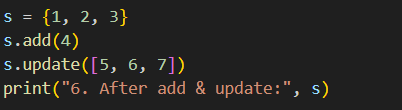 s = {1, 2, 3}
s.add(4)
s.update([5, 6, 7])
print("6. After add & update:", s)